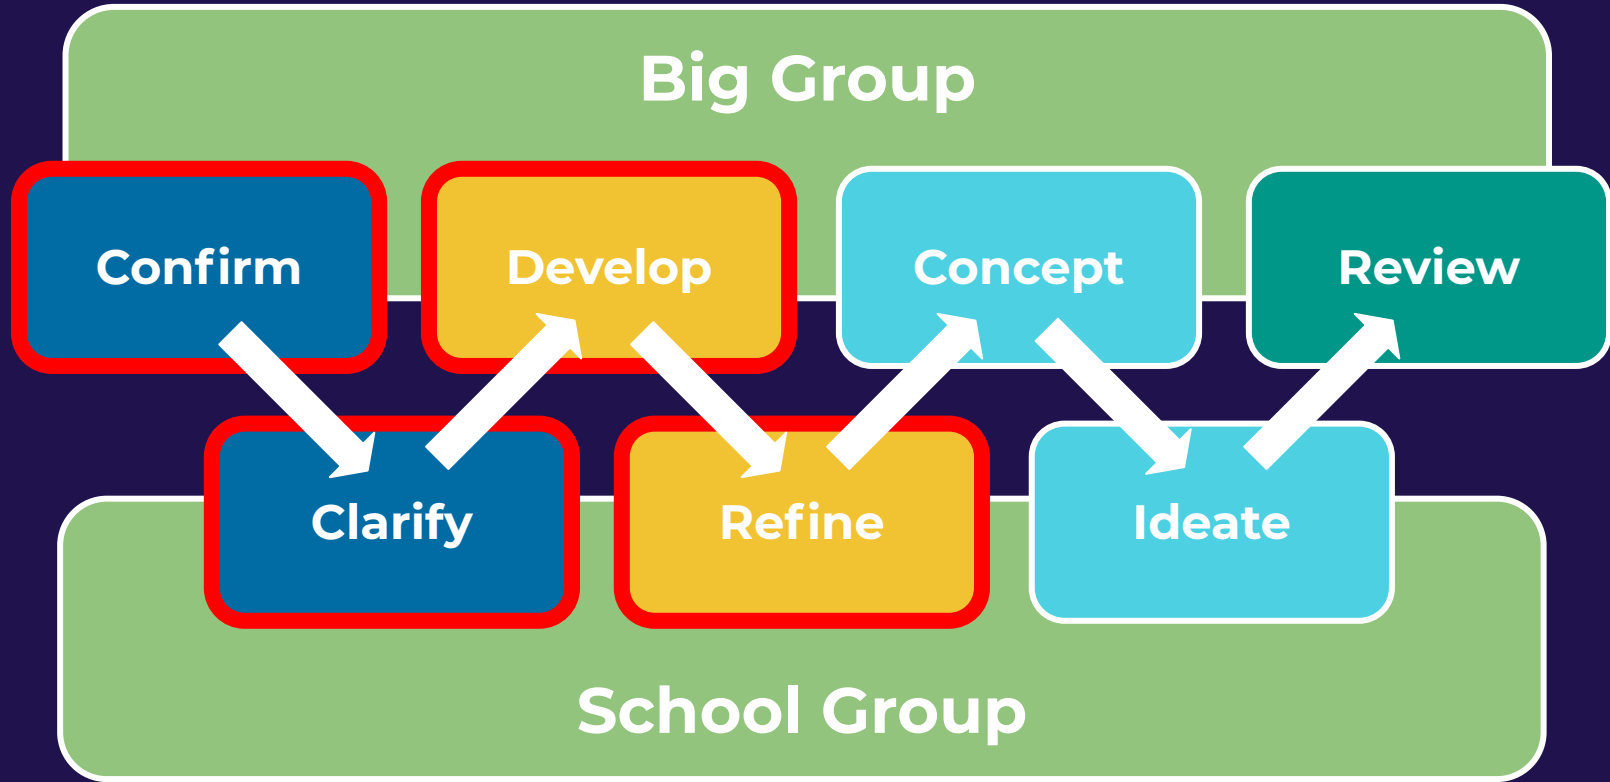 Big Group
Confirm
Develop
Concept
Review
Clarify
Refine
Ideate
School Group